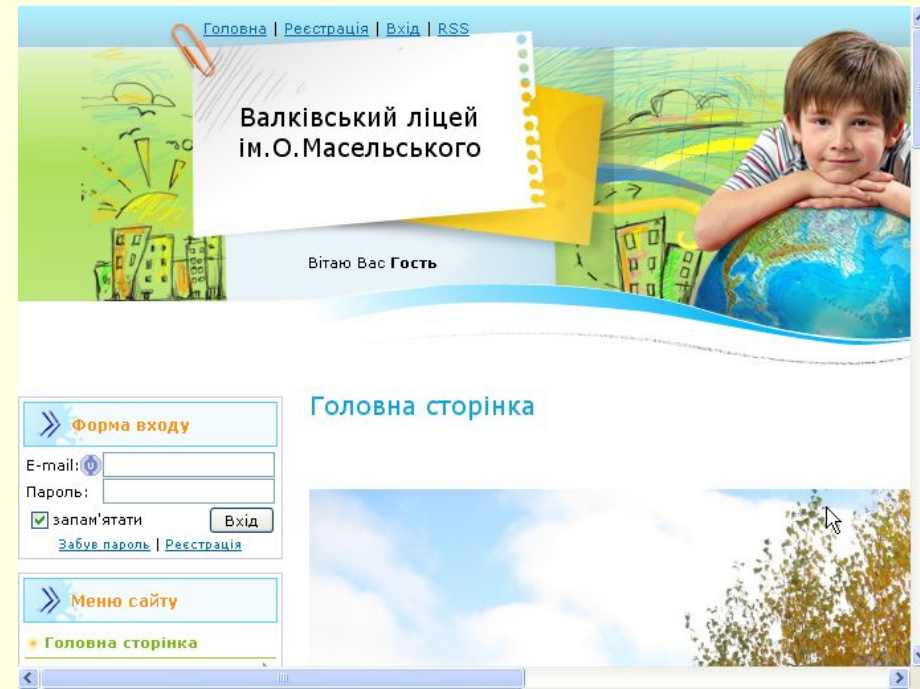 Головна | Реєстрація | Вхід | RSS
Валківський ліцей
ім.О.Масельського
Вітаю Вас Гость
Форма входу
E-mail:
Пароль:
запам'ятати
Вхід
Забув пароль | Реєстрація
Меню сайту
Головна сторінка
Головна сторінка